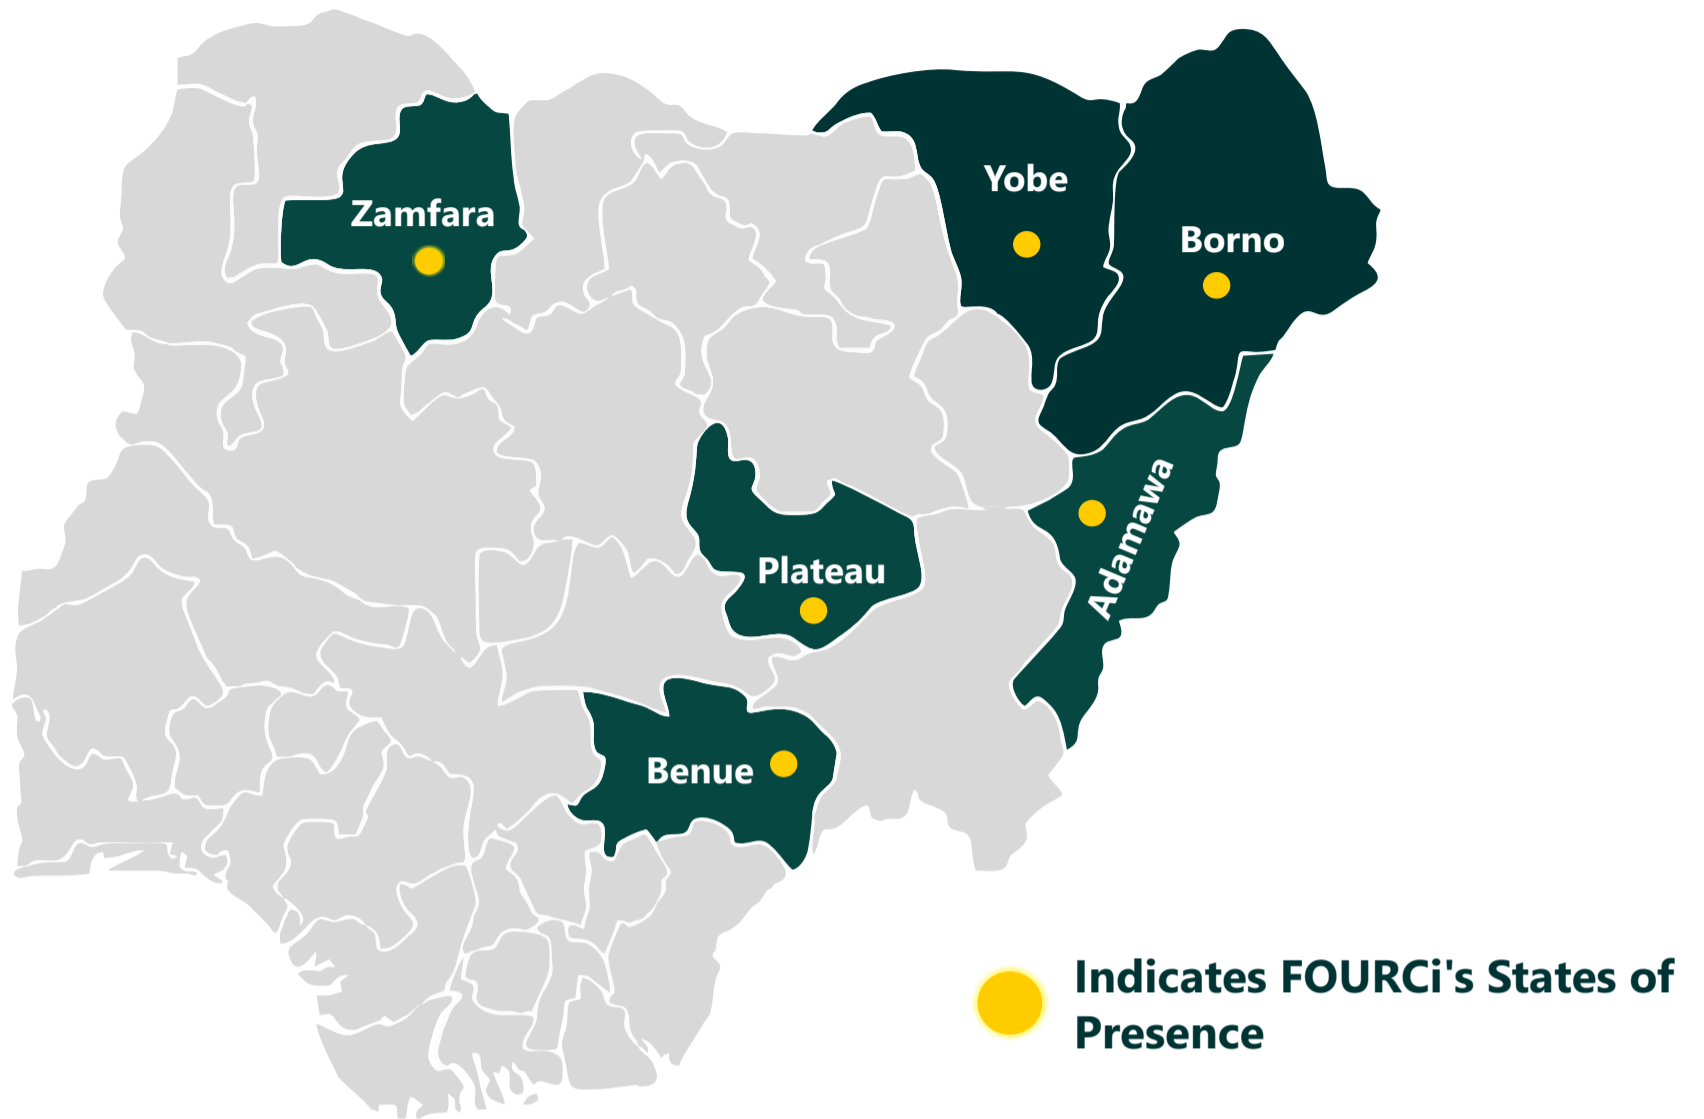 Yobe
Zamfara
Borno
Adamawa
Plateau
Benue
Indicates FOURCi's States of
Presence